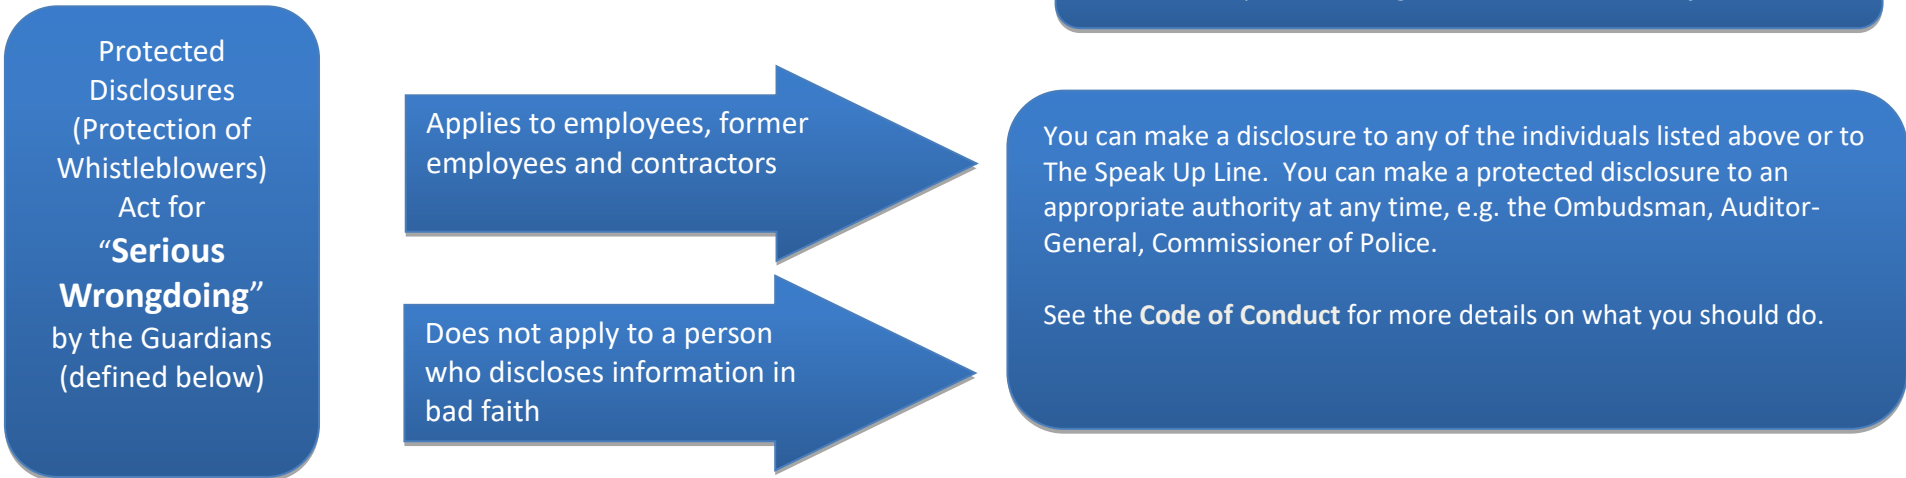 Protected
Disclosures
(Protection of
Whistleblowers)
Act for
“Serious
Wrongdoing”
by the Guardians
(defined below)
Applies to employees, former
employees and contractors
Does not apply to a person
who discloses information in
bad faith
You can make a disclosure to any of the individuals listed above or to
The Speak Up Line.  You can make a protected disclosure to an
appropriate authority at any time, e.g. the Ombudsman, Auditor-
General, Commissioner of Police.
See the Code of Conduct for more details on what you should do.